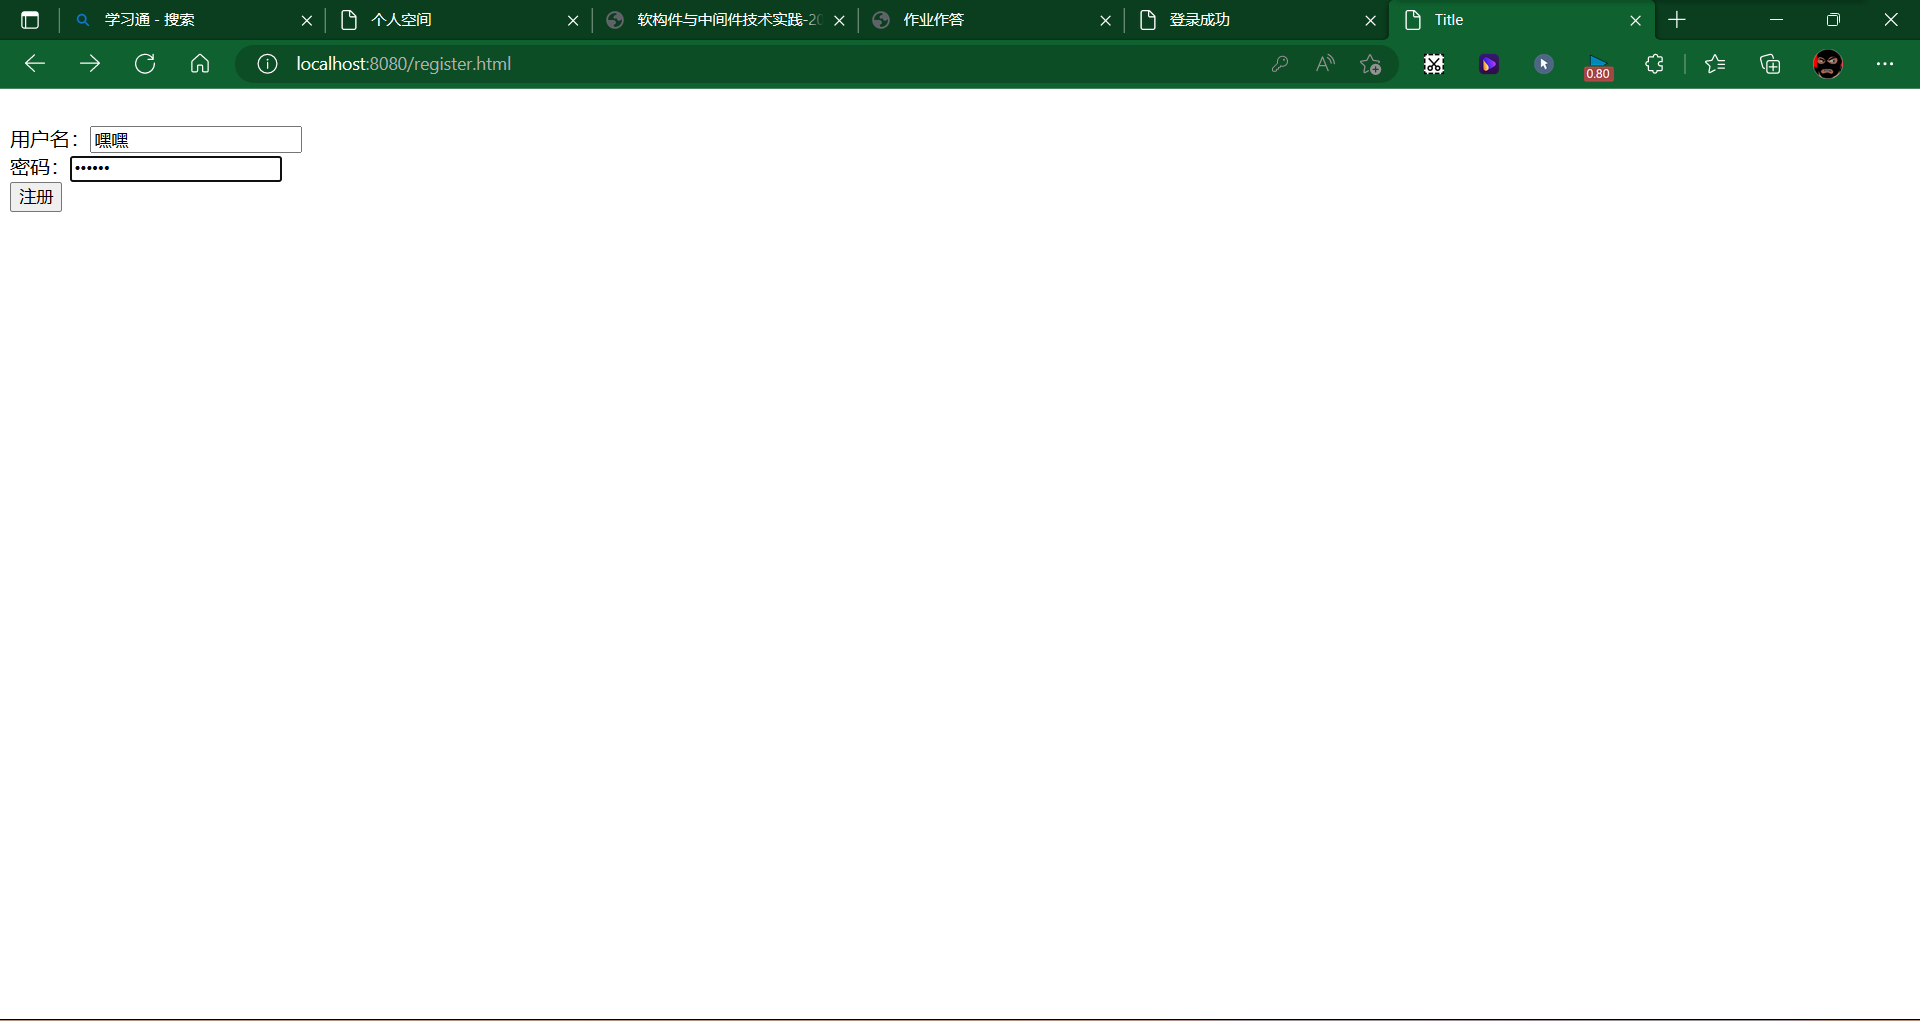 学习通 - 搜索
个人空间
软构件与中间件技术实践-20
作业作答
登录成功
Title
localhost:8080/register.html
0.80
用户名：嘿嘿
密码：••••••
注册